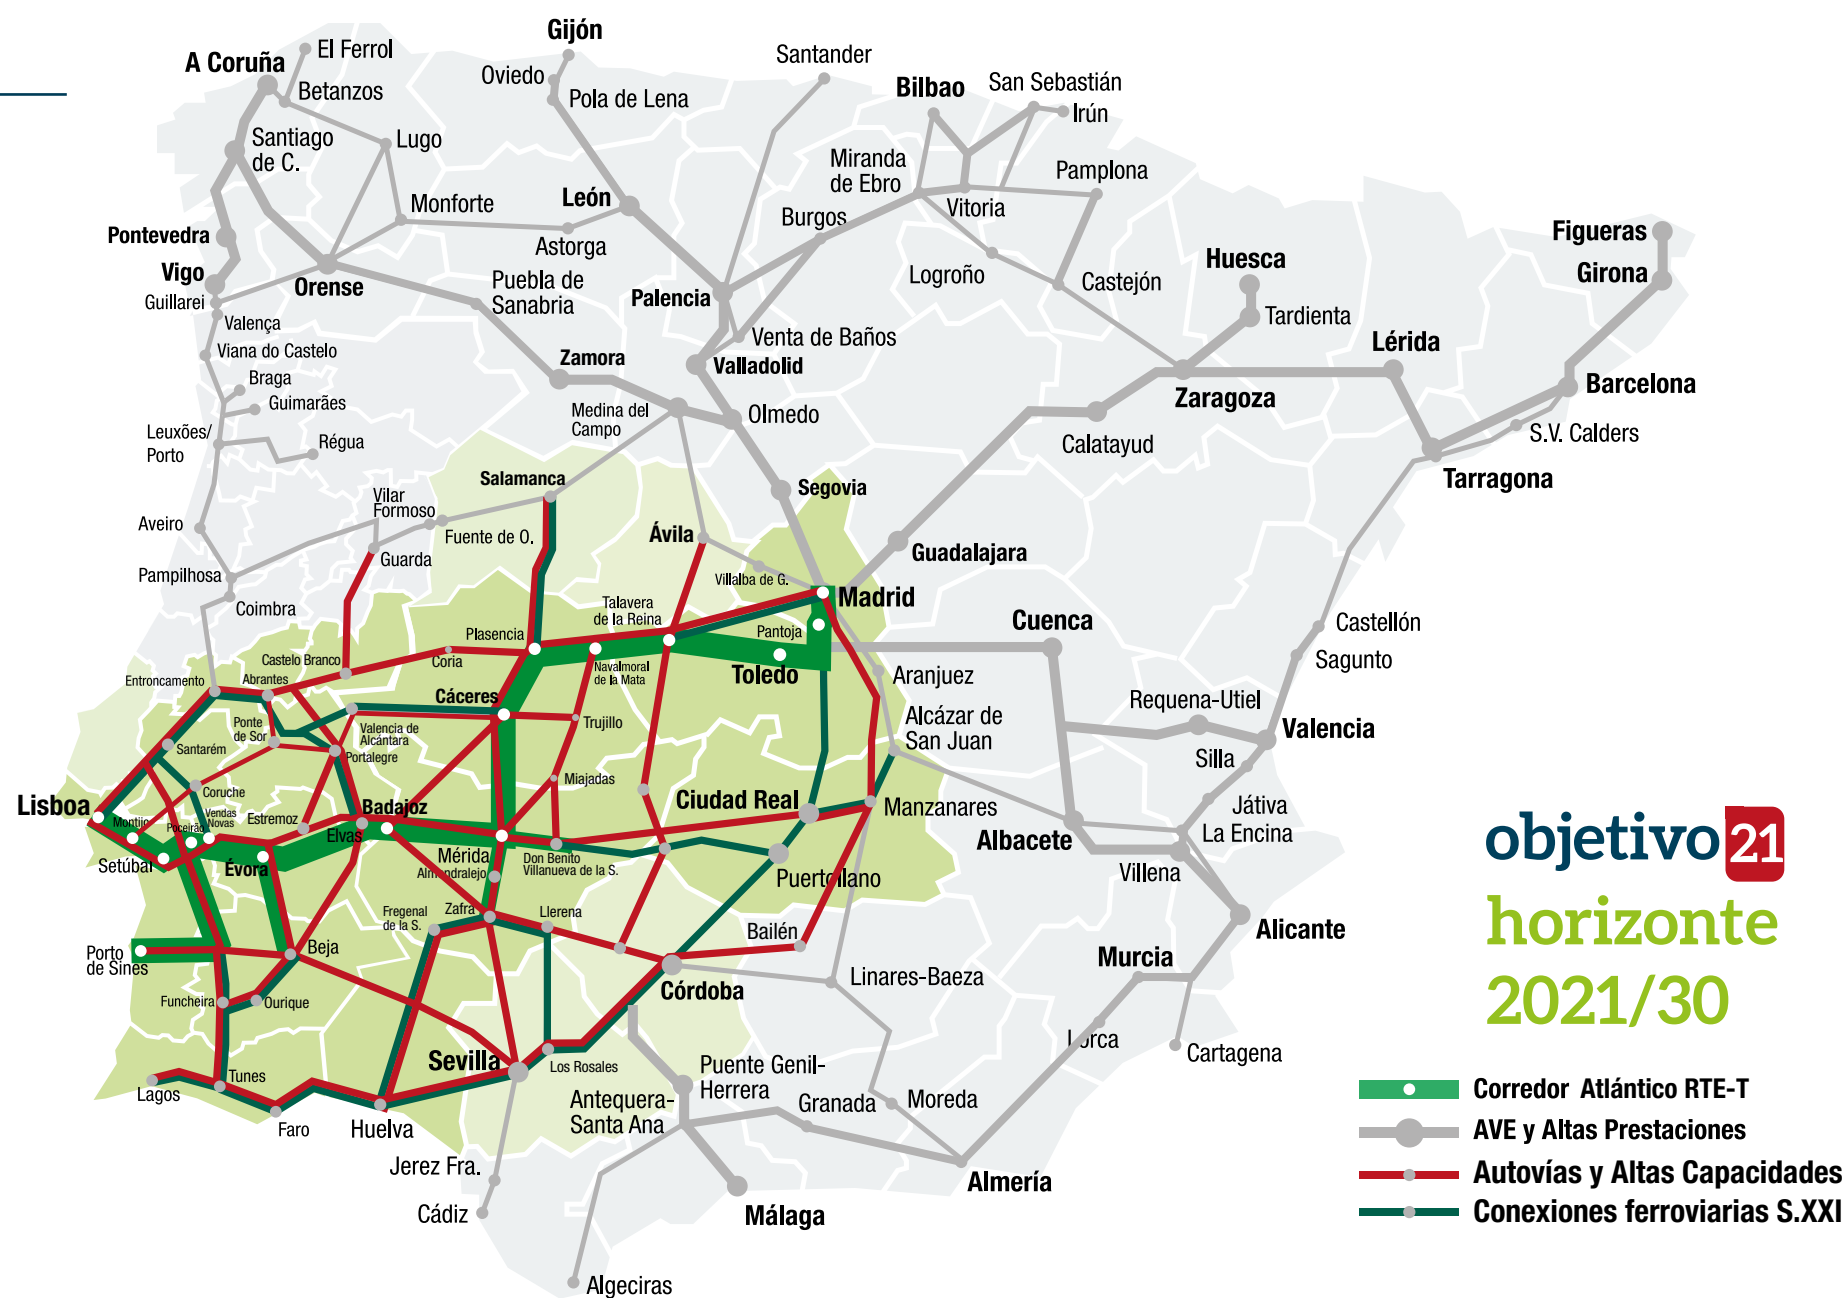 Gijón
A Coruña
El Ferrol
Santander
Oviedo
Bilbao
San Sebastián
Betanzos
Pola de Lena
Irún
Santiago
de C.
Lugo
Miranda
de Ebro
Pamplona
León
Monforte
Vitoria
Burgos
Pontevedra
Astorga
Figueras
Vigo
Logroño
Huesca
Girona
Guillarei
Orense
Puebla de
Sanabria
Palencia
Castejón
Valença
Tardienta
Viana do Castelo
Venta de Baños
Zamora
Valladolid
Lérida
Braga
Barcelona
Guimarães
Medina del
Campo
Olmedo
Zaragoza
Leuxões/
Porto
Régua
Calatayud
S.V. Calders
Salamanca
Segovia
Tarragona
Vilar
Formoso
Aveiro
Fuente de O.
Ávila
Guadalajara
Guarda
Pampilhosa
Villalba de G.
Coimbra
Talavera
de la Reina
Madrid
Plasencia
Pantoja
Cuenca
Castellón
Castelo Branco
Coria
Navalmoral
de la Mata
Toledo
Aranjuez
Sagunto
Entroncamento
Abrantes
Cáceres
Requena-Utiel
Ponte
de Sor
Valencia de
Alcántara
Trujillo
Alcázar de
San Juan
Valencia
Santarém
Portalegre
Silla
Coruche
Miajadas
Lisboa
Montijo
Poceirão
Vendas
Novas
Estremoz
Badajoz
Elvas
Ciudad Real
Manzanares
Játiva
La Encina
Albacete
Setúbal
Évora
Mérida
Almendralejo
Don Benito
Villanueva de la S.
Puertollano
Villena
Fregenal
de la S.
Zafra
Llerena
Bailén
Alicante
Porto
de Sines
Beja
Murcia
Linares-Baeza
Córdoba
Funcheira
Ourique
Lorca
Cartagena
Sevilla
Los Rosales
Puente Genil-
Herrera
Tunes
Lagos
Antequera-
Santa Ana
Granada
Moreda
Faro
Huelva
Jerez Fra.
Almería
Cádiz
Málaga
Algeciras
objetivo 21
horizonte
2021/30
Corredor Atlántico RTE-T
AVE y Altas Prestaciones
Autovías y Altas Capacidades
Conexiones ferroviarias S.XXI